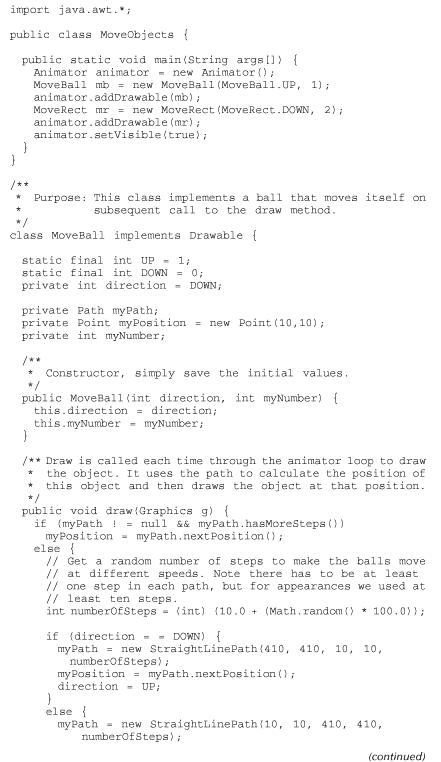 import java.awt.*;
public class MoveObjects {
public static void main(String args[]) {
Animator animator = new Animator();
MoveBall mb = new MoveBall(MoveBall.UP, 1);
animator.addDrawable(mb);
MoveRect mr = new MoveRect(MoveRect.DOWN, 2);
animator.addDrawable(mr);
animator.setVisible(true);
}
}
/**
* Purpose: This class implements a ball that moves itself on
* subsequent call to the draw method.
*/
class MoveBall implements Drawable {
static final int UP = 1;
static final int DOWN = 0;
private int direction = DOWN;
private Path myPath;
private Point myPosition = new Point(10,10);
private int myNumber;
/**
* Constructor, simply save the initial values.
*/
public MoveBall(int direction, int myNumber) {
this.direction = direction;
this.myNumber = myNumber;
}
/** Draw is called each time through the animator loop to draw
* the object. It uses the path to calculate the position of
* this object and then draws the object at that position.
*/
public void draw(Graphics g) {
if (myPath ! = null && myPath.hasMoreSteps())
myPosition = myPath.nextPosition();
else {
// Get a random number of steps to make the balls move
// at different speeds. Note there has to be at least
// one step in each path, but for appearances we used at
// least ten steps.
int numberOfSteps = (int) (10.0 + (Math.random() * 100.0));
if (direction = = DOWN) {
myPath = new StraightLinePath(410, 410, 10, 10,
numberOfSteps);
myPosition = myPath.nextPosition();
direction = UP;
}
else {
myPath = new StraightLinePath(10, 10, 410, 410,
numberOfSteps);
(continued)